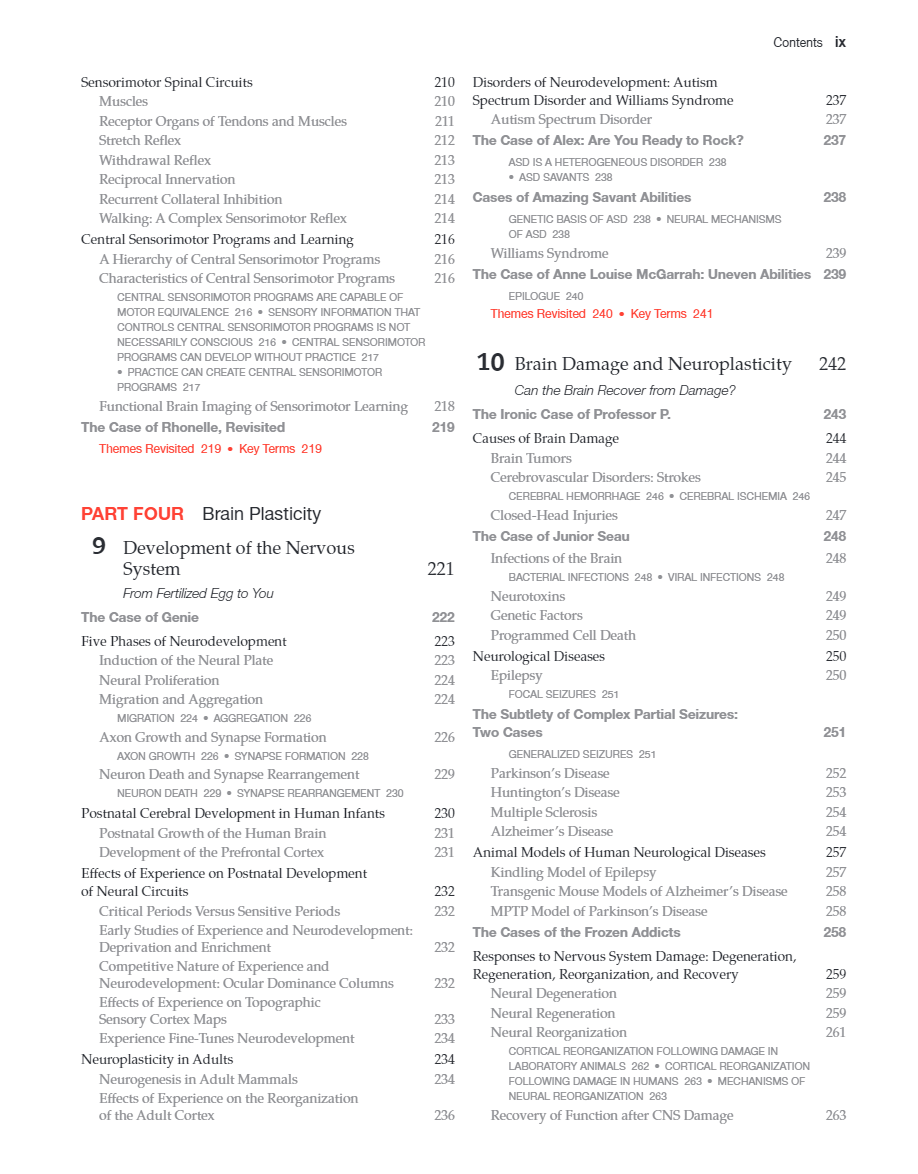 Contents ix
Sensorimotor Spinal Circuits 210
Muscles 210
Receptor Organs of Tendons and Muscles 211
Stretch Reflex 212
Withdrawal Reflex 213
Reciprocal Innervation 213
Recurrent Collateral Inhibition 214
Walking: A Complex Sensorimotor Reflex 214
Central Sensorimotor Programs and Learning 216
A Hierarchy of Central Sensorimotor Programs 216
Characteristics of Central Sensorimotor Programs 216
CENTRAL SENSORIMOTOR PROGRAMS ARE CAPABLE OF
MOTOR EQUIVALENCE 216 • SENSORY INFORMATION THAT
CONTROLS CENTRAL SENSORIMOTOR PROGRAMS IS NOT
NECESSARILY CONSCIOUS 216 • CENTRAL SENSORIMOTOR
PROGRAMS CAN DEVELOP WITHOUT PRACTICE 217
• PRACTICE CAN CREATE CENTRAL SENSORIMOTOR
PROGRAMS 217
Functional Brain Imaging of Sensorimotor Learning 218
The Case of Rhonelle, Revisited 219
Themes Revisited 219 • Key Terms 219
PART FOUR Brain Plasticity
9 Development of the Nervous
System 221
From Fertilized Egg to You
The Case of Genie 222
Five Phases of Neurodevelopment 223
Induction of the Neural Plate 223
Neural Proliferation 224
Migration and Aggregation 224
MIGRATION 224 • AGGREGATION 226
Axon Growth and Synapse Formation 226
AXON GROWTH 226 • SYNAPSE FORMATION 228
Neuron Death and Synapse Rearrangement 229
NEURON DEATH 229 • SYNAPSE REARRANGEMENT 230
Postnatal Cerebral Development in Human Infants 230
Postnatal Growth of the Human Brain 231
Development of the Prefrontal Cortex 231
Effects of Experience on Postnatal Development
of Neural Circuits 232
Critical Periods Versus Sensitive Periods 232
Early Studies of Experience and Neurodevelopment:
Deprivation and Enrichment 232
Competitive Nature of Experience and
Neurodevelopment: Ocular Dominance Columns 232
Effects of Experience on Topographic
Sensory Cortex Maps 233
Experience Fine-Tunes Neurodevelopment 234
Neuroplasticity in Adults 234
Neurogenesis in Adult Mammals 234
Effects of Experience on the Reorganization
of the Adult Cortex 236
Disorders of Neurodevelopment: Autism
Spectrum Disorder and Williams Syndrome 237
Autism Spectrum Disorder 237
The Case of Alex: Are You Ready to Rock? 237
ASD IS A HETEROGENEOUS DISORDER 238
• ASD SAVANTS 238
Cases of Amazing Savant Abilities 238
GENETIC BASIS OF ASD 238 • NEURAL MECHANISMS
OF ASD 238
Williams Syndrome 239
The Case of Anne Louise McGarrah: Uneven Abilities 239
EPILOGUE 240
Themes Revisited 240 • Key Terms 241
10 Brain Damage and Neuroplasticity 242
Can the Brain Recover from Damage?
The Ironic Case of Professor P. 243
Causes of Brain Damage 244
Brain Tumors 244
Cerebrovascular Disorders: Strokes 245
CEREBRAL HEMORRHAGE 246 • CEREBRAL ISCHEMIA 246
Closed-Head Injuries 247
The Case of Junior Seau 248
Infections of the Brain 248
BACTERIAL INFECTIONS 248 • VIRAL INFECTIONS 248
Neurotoxins 249
Genetic Factors 249
Programmed Cell Death 250
Neurological Diseases 250
Epilepsy 250
FOCAL SEIZURES 251
The Subtlety of Complex Partial Seizures:
Two Cases 251
GENERALIZED SEIZURES 251
Parkinson's Disease 252
Huntington's Disease 253
Multiple Sclerosis 254
Alzheimer's Disease 254
Animal Models of Human Neurological Diseases 257
Kindling Model of Epilepsy 257
Transgenic Mouse Models of Alzheimer's Disease 258
MPTP Model of Parkinson's Disease 258
The Cases of the Frozen Addicts 258
Responses to Nervous System Damage: Degeneration,
Regeneration, Reorganization, and Recovery 259
Neural Degeneration 259
Neural Regeneration 259
Neural Reorganization 261
CORTICAL REORGANIZATION FOLLOWING DAMAGE IN
LABORATORY ANIMALS 262 • CORTICAL REORGANIZATION
FOLLOWING DAMAGE IN HUMANS 263 • MECHANISMS OF
NEURAL REORGANIZATION 263
Recovery of Function after CNS Damage 263